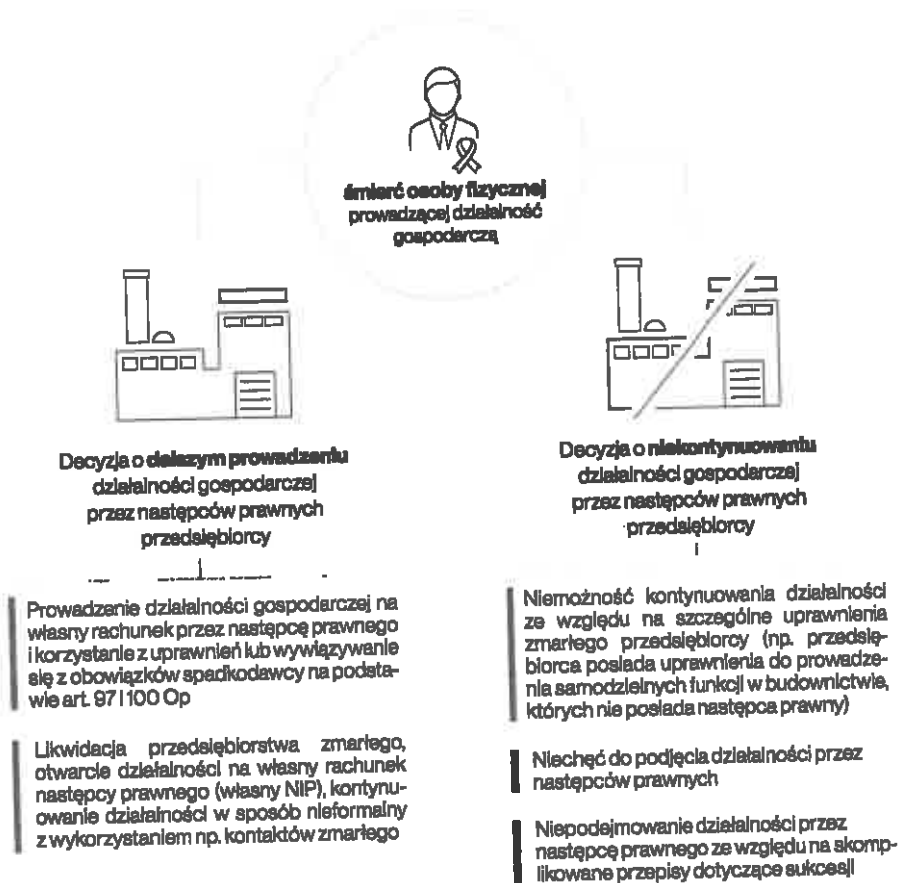 śmierć osoby fizycznej
prowadzącej działalność
gospodarczą
Decyzja o dalszym prowadzeniu
działalności gospodarczej
przez następców prawnych
przedsiębiorcy
Prowadzenie działalności gospodarczej na
własny rachunek przez następcę prawnego
i korzystanie z uprawnień lub wywiązywanie
się z obowiązków spadkodawcy na podsta-
wie art. 97 i 100 Op
Likwidacja przedsiębiorstwa zmarłego,
otwarcie działalności na własny rachunek
następcy prawnego (własny NIP), kontynu-
owanie działalności w sposób nieformalny
z wykorzystaniem np. kontaktów zmarłego
Decyzja o niekontynuowaniu
działalności gospodarczej
przez następców prawnych
przedsiębiorcy
Niemożność kontynuowania działalności
ze względu na szczególne uprawnienia
zmarłego przedsiębiorcy (np. przedsię-
biorca posiada uprawnienia do prowadze-
nia samodzielnych funkcji w budownictwie,
których nie posiada następca prawny)
Niechęć do podjęcia działalności przez
następców prawnych
Niepodejmowanie działalności przez
następcę prawnego ze względu na skomp-
likowane przepisy dotyczące sukcesji